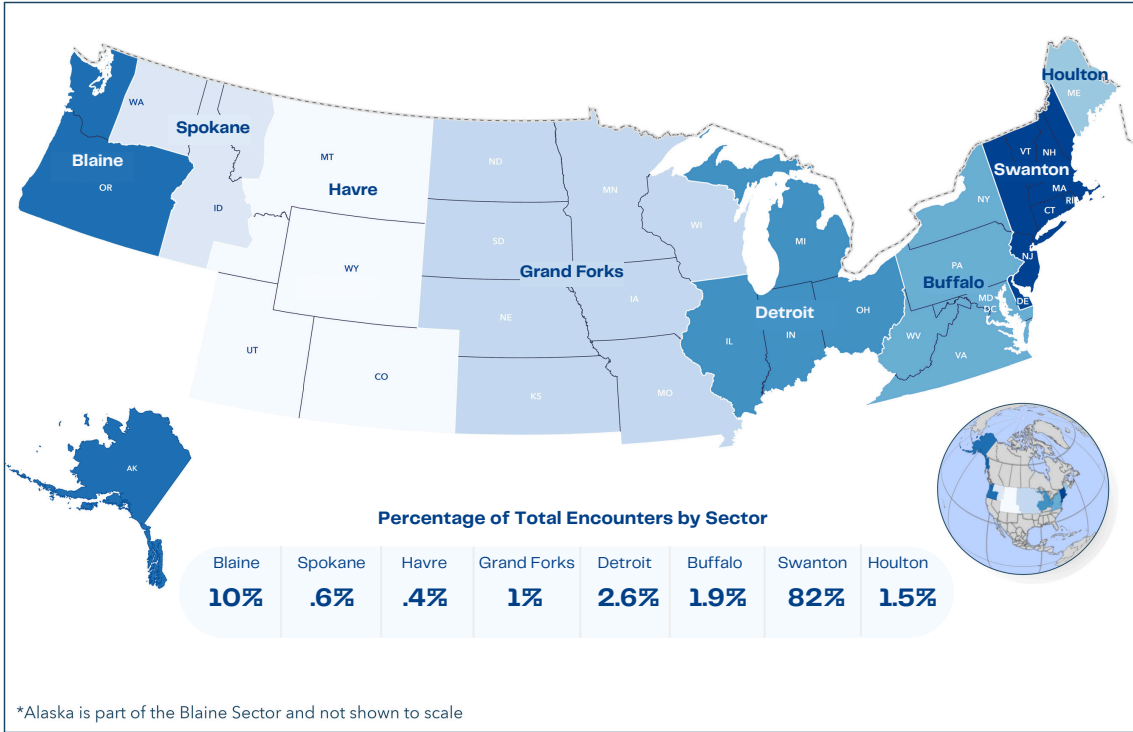 Houlton
ME
WA
Spokane
Blaine
OR
ID
MT
Havre
WY
UT
CO
ND
MN
SD
WI
Grand Forks
IA
NE
KS
MO
MI
Detroit
IL
IN
OH
VT
NH
Swanton
MA
RI
CT
NY
NJ
PA
Buffalo
MD
DE
DC
WV
VA
AK
Percentage of Total Encounters by Sector
Blaine Spokane Havre Grand Forks Detroit Buffalo Swanton Houlton
10% .6% .4% 1% 2.6% 1.9% 82% 1.5%
*Alaska is part of the Blaine Sector and not shown to scale